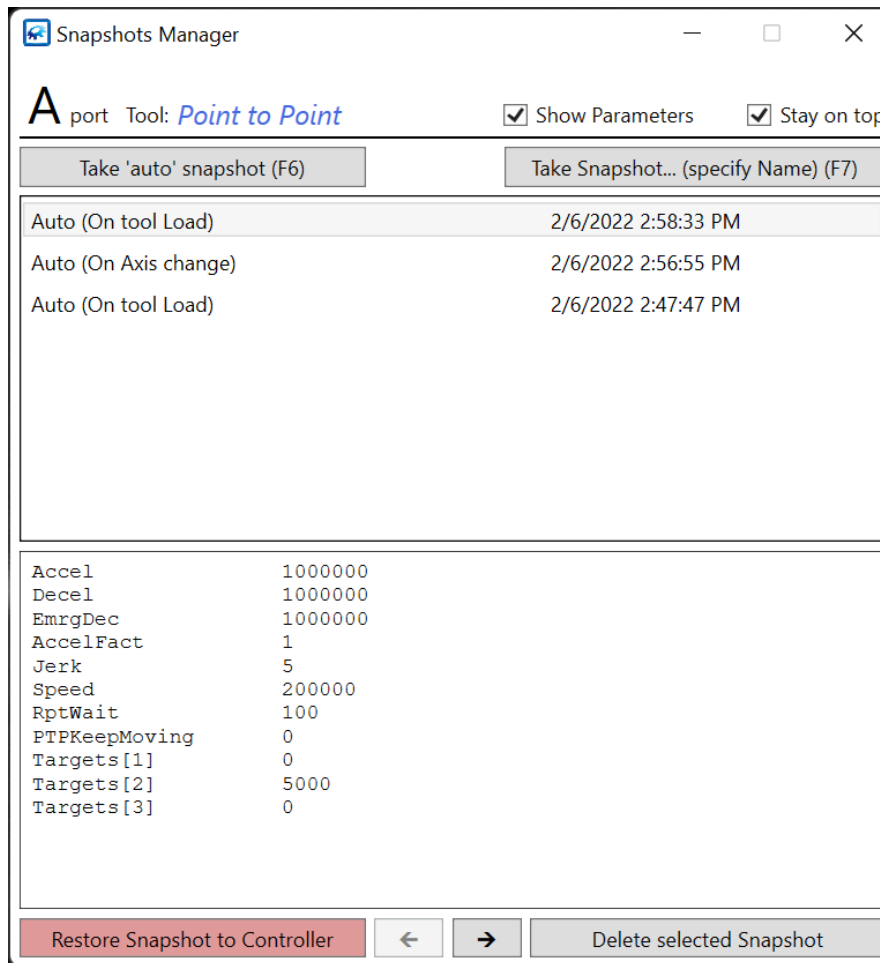 Snapshots Manager
A port Tool: Point to Point Show Parameters Stay on top
Take 'auto' snapshot (F6) Take Snapshot... (specify Name) (F7)
Auto (On tool Load) 2/6/2022 2:58:33 PM
Auto (On Axis change) 2/6/2022 2:56:55 PM
Auto (On tool Load) 2/6/2022 2:47:47 PM
Accel 1000000
Decel 1000000
EmrgDec 1000000
AccelFact 1
Jerk 5
Speed 200000
RptWait 100
PTPKeepMoving 0
Targets[1] 0
Targets[2] 5000
Targets[3] 0
Restore Snapshot to Controller ← → Delete selected Snapshot